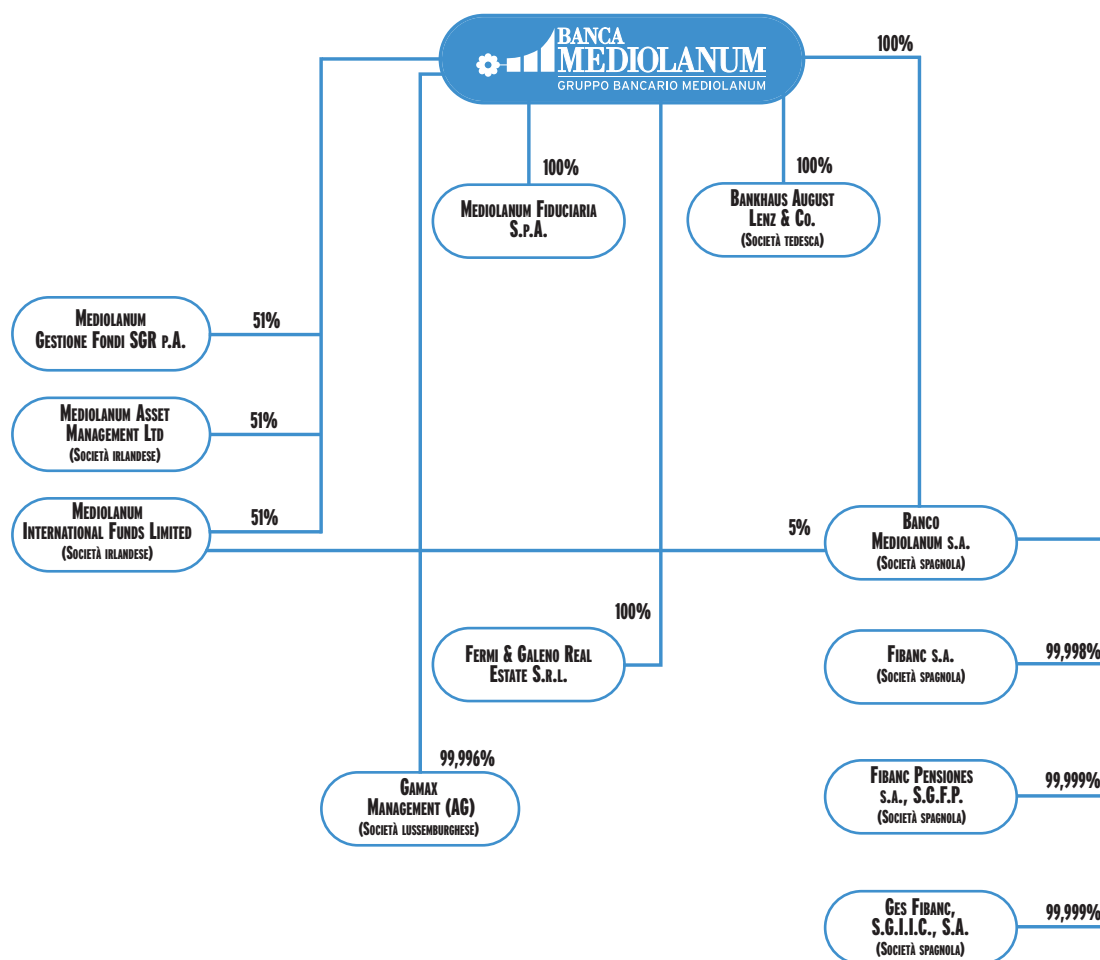 BANCA
MEDIOLANUM
GRUPPO BANCARIO MEDIOLANUM
100%
100%
100%
Mediolanum Fiduciaria
S.p.A.
Bankhaus August
Lenz & Co.
(Società tedesca)
Mediolanum
Gestione Fondi SGR p.A.
51%
Mediolanum Asset
Management Ltd
(Società irlandese)
51%
Mediolanum
International Funds Limited
(Società irlandese)
51%
5%
Banco
Mediolanum s.a.
(Società spagnola)
100%
Fermi & Galeno Real
Estate S.r.l.
Fibanc s.a.
(Società spagnola)
99,998%
99,996%
Gamax
Management (AG)
(Società lussemburghese)
Fibanc Pensiones
s.a., S.G.F.P.
(Società spagnola)
99,999%
Ges Fibanc,
S.G.I.I.C., S.A.
(Società spagnola)
99,999%